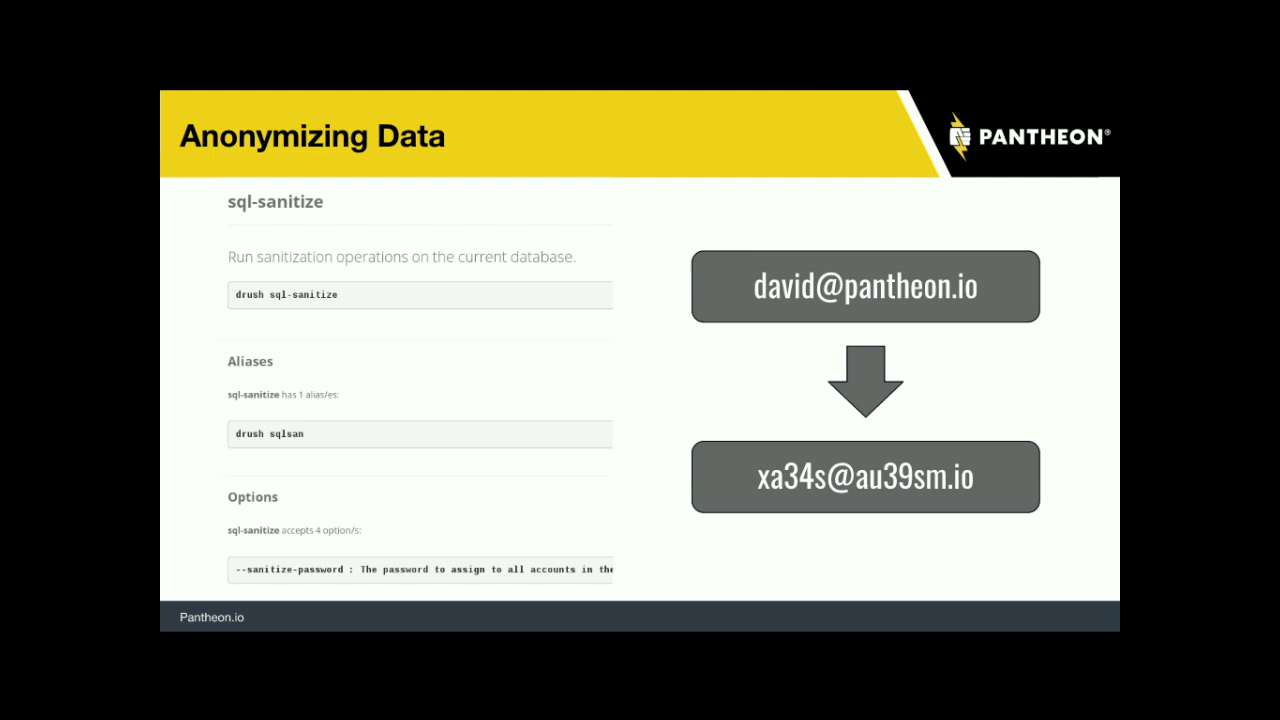 Anonymizing Data
PANTHEON®
sql-sanitize
Run sanitization operations on the current database.
drush sql-sanitize
Aliases
sql-sanitize has 1 alias/es:
drush sqlsan
Options
sql-sanitize accepts 4 option/s:
--sanitize-password : The password to assign to all accounts in the
david@pantheon.io
xa34s@au39sm.io
Pantheon.io